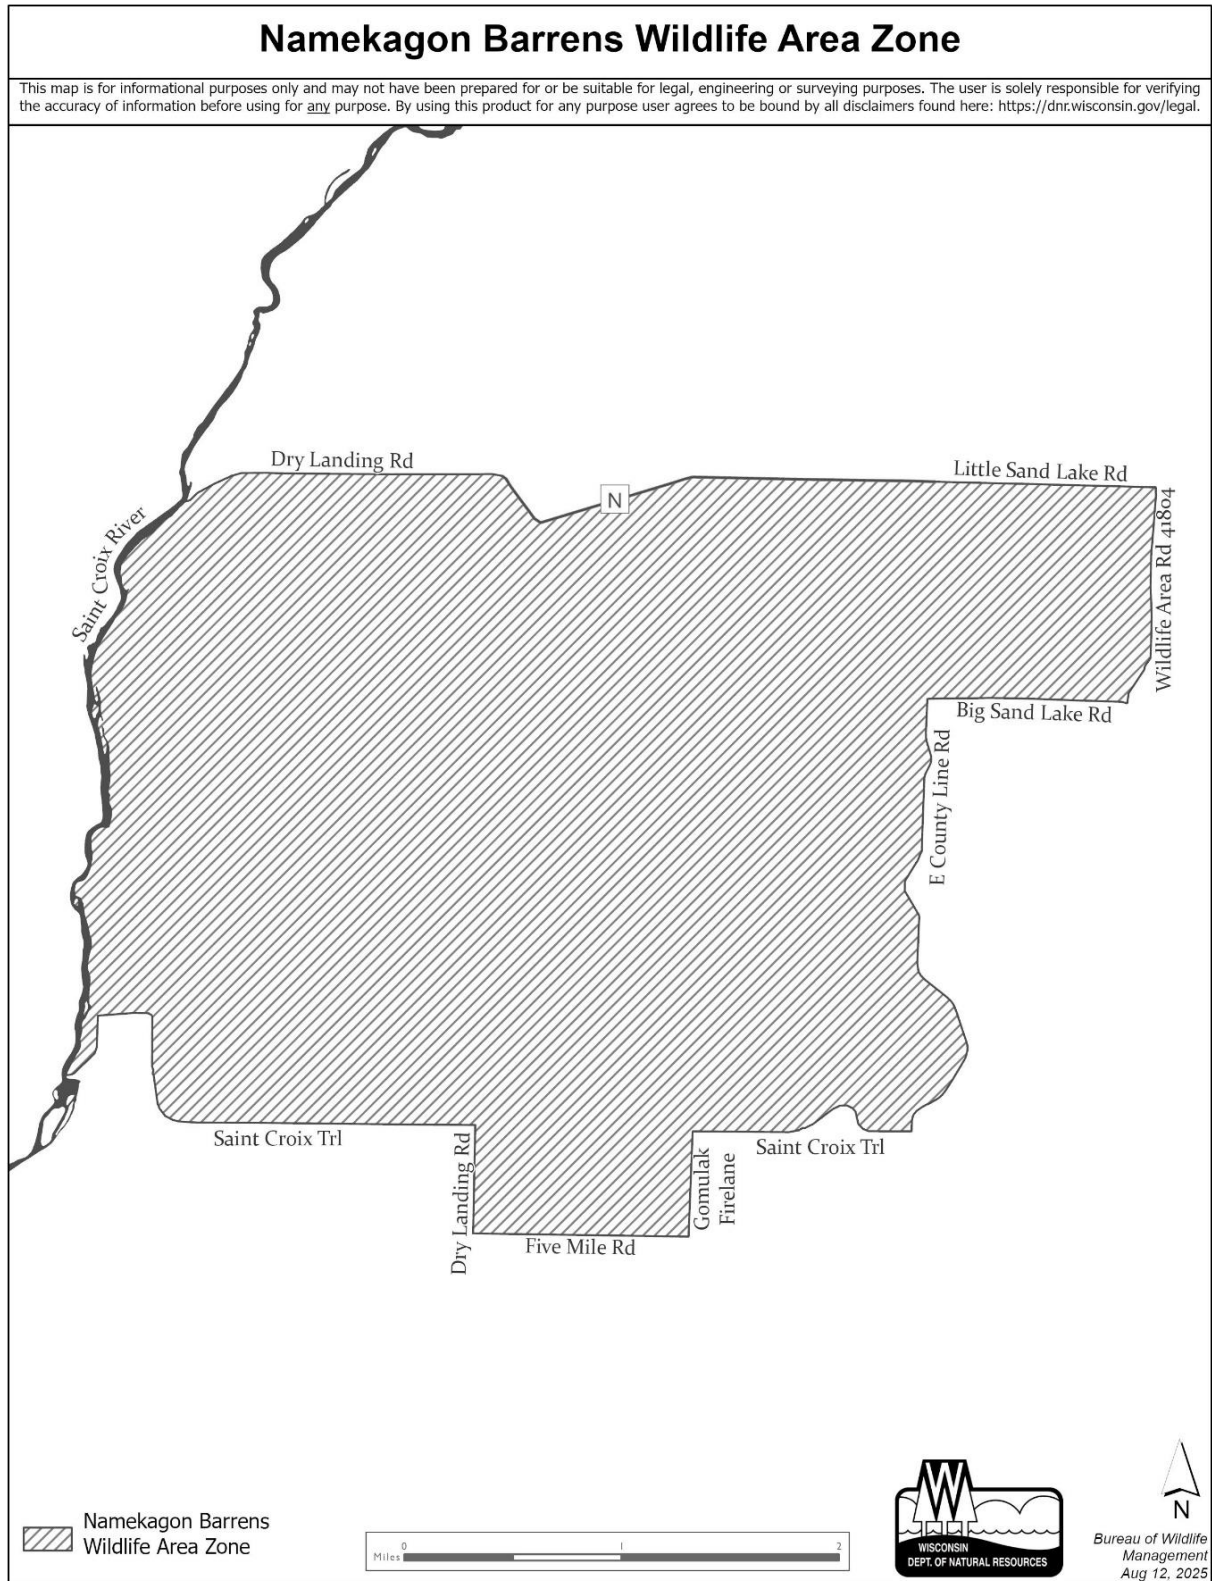 Namekagon Barrens Wildlife Area Zone
This map is for informational purposes only and may not have been prepared for or be suitable for legal, engineering or surveying purposes. The user is solely responsible for verifying
the accuracy of information before using for any purpose. By using this product for any purpose user agrees to be bound by all disclaimers found here: https://dnr.wisconsin.gov/legal.
Dry Landing Rd
Little Sand Lake Rd
N
Wildlife Area Rd 41804
Saint Croix River
Big Sand Lake Rd
E County Line Rd
Saint Croix Trl
Dry Landing Rd
Five Mile Rd
Gomulak
Firelane
Saint Croix Trl
Namekagon Barrens
Wildlife Area Zone
0 1 2
Miles
WISCONSIN
DEPT. OF NATURAL RESOURCES
N
Bureau of Wildlife
Management
Aug 12, 2025